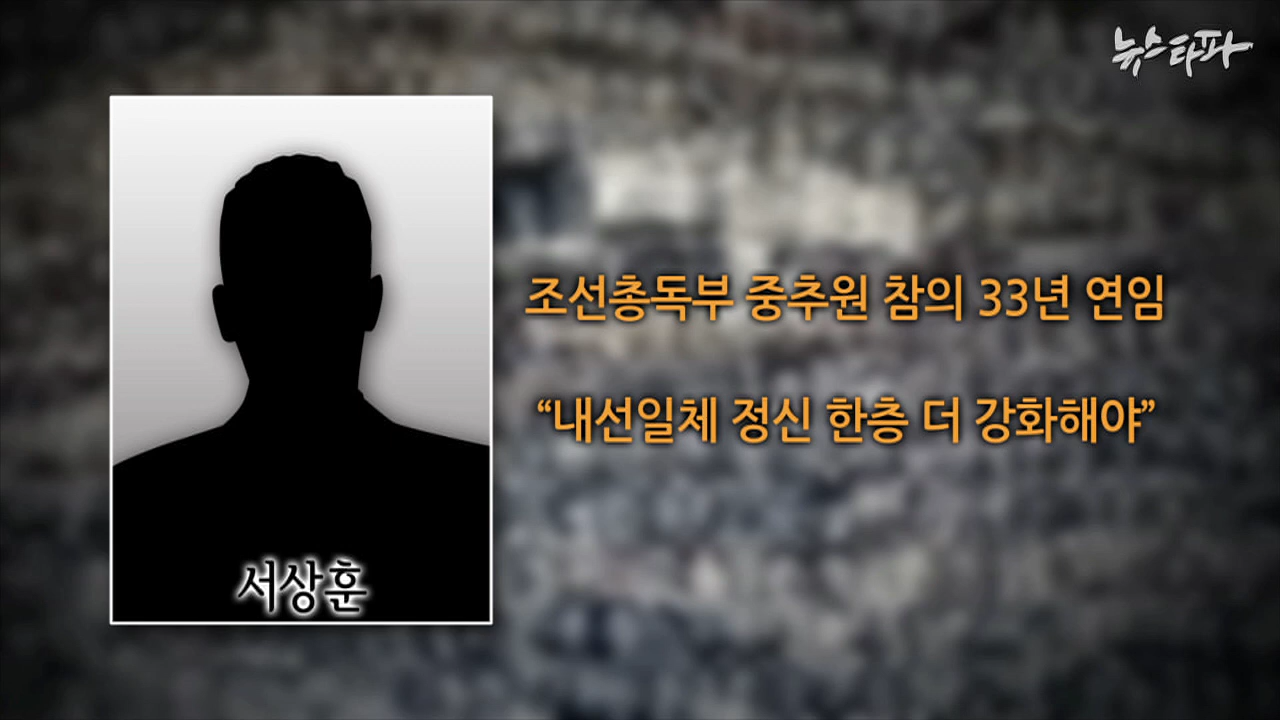 뉴스타파
조선총독부 중추원 참의 33년 연임
“내선일체 정신 한층 더 강화해야”
서상훈